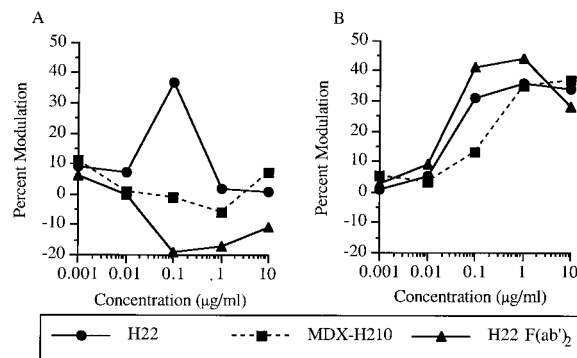 A
B
Percent Modulation
50
40
30
20
10
0
-10
-20
0.001
0.01
0.1
1
10
Concentration (μg/ml)
Percent Modulation
50
40
30
20
10
0
-10
-20
0.001
0.01
0.1
1
10
Concentration (μg/ml)
H22
MDX-H210
H22 F(ab')2